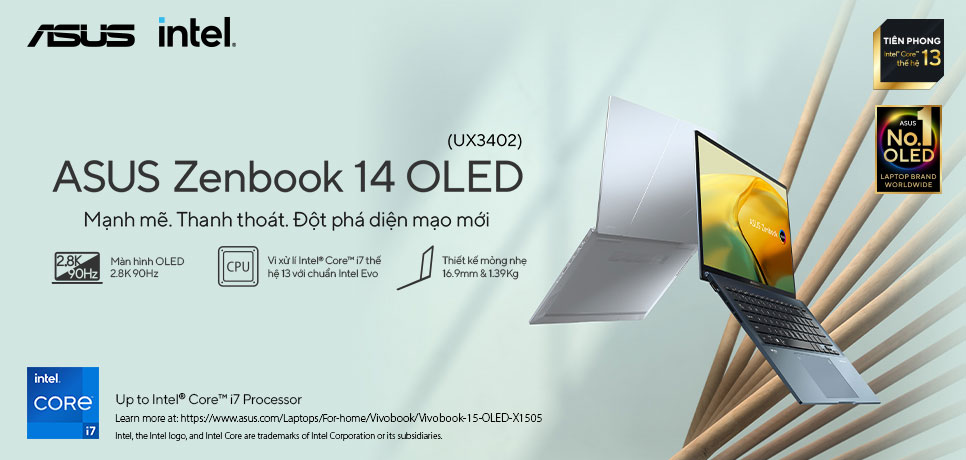 ASUS intel.
TIÊN PHONG
intel® Core™
thế hệ 13
ASUS
No.1
OLED
LAPTOP BRAND
WORLDWIDE
(UX3402)
ASUS Zenbook 14 OLED
Mạnh mẽ. Thanh thoát. Đột phá diện mạo mới
2.8K
90Hz
Màn hình OLED
2.8K 90Hz
CPU
Vi xử lí Intel® Core™ i7 thế
hệ 13 với chuẩn Intel Evo
Thiết kế mỏng nhẹ
16.9mm & 1.39Kg
ASUS Zenbook
intel.
CORE
i7
Up to Intel® Core™ i7 Processor
Learn more at: https://www.asus.com/Laptops/For-home/Vivobook/Vivobook-15-OLED-X1505
Intel, the Intel logo, and Intel Core are trademarks of Intel Corporation or its subsidiaries.